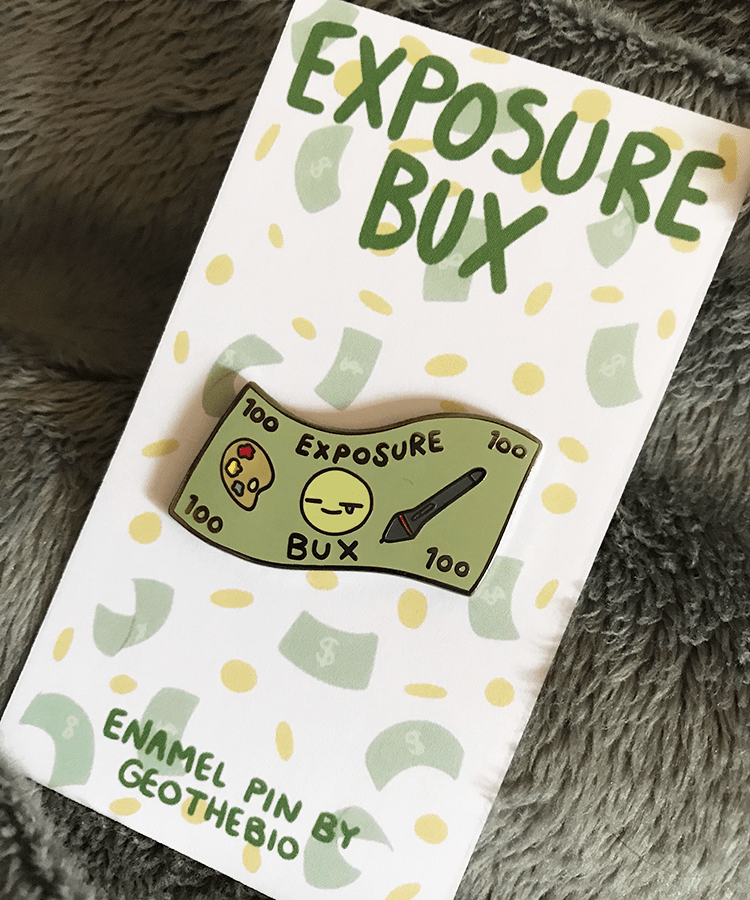 EXPOSURE
BUX
100
100
EXPOSURE
BUX
100
100
ENAMEL PIN BY
GEOTHEBIO